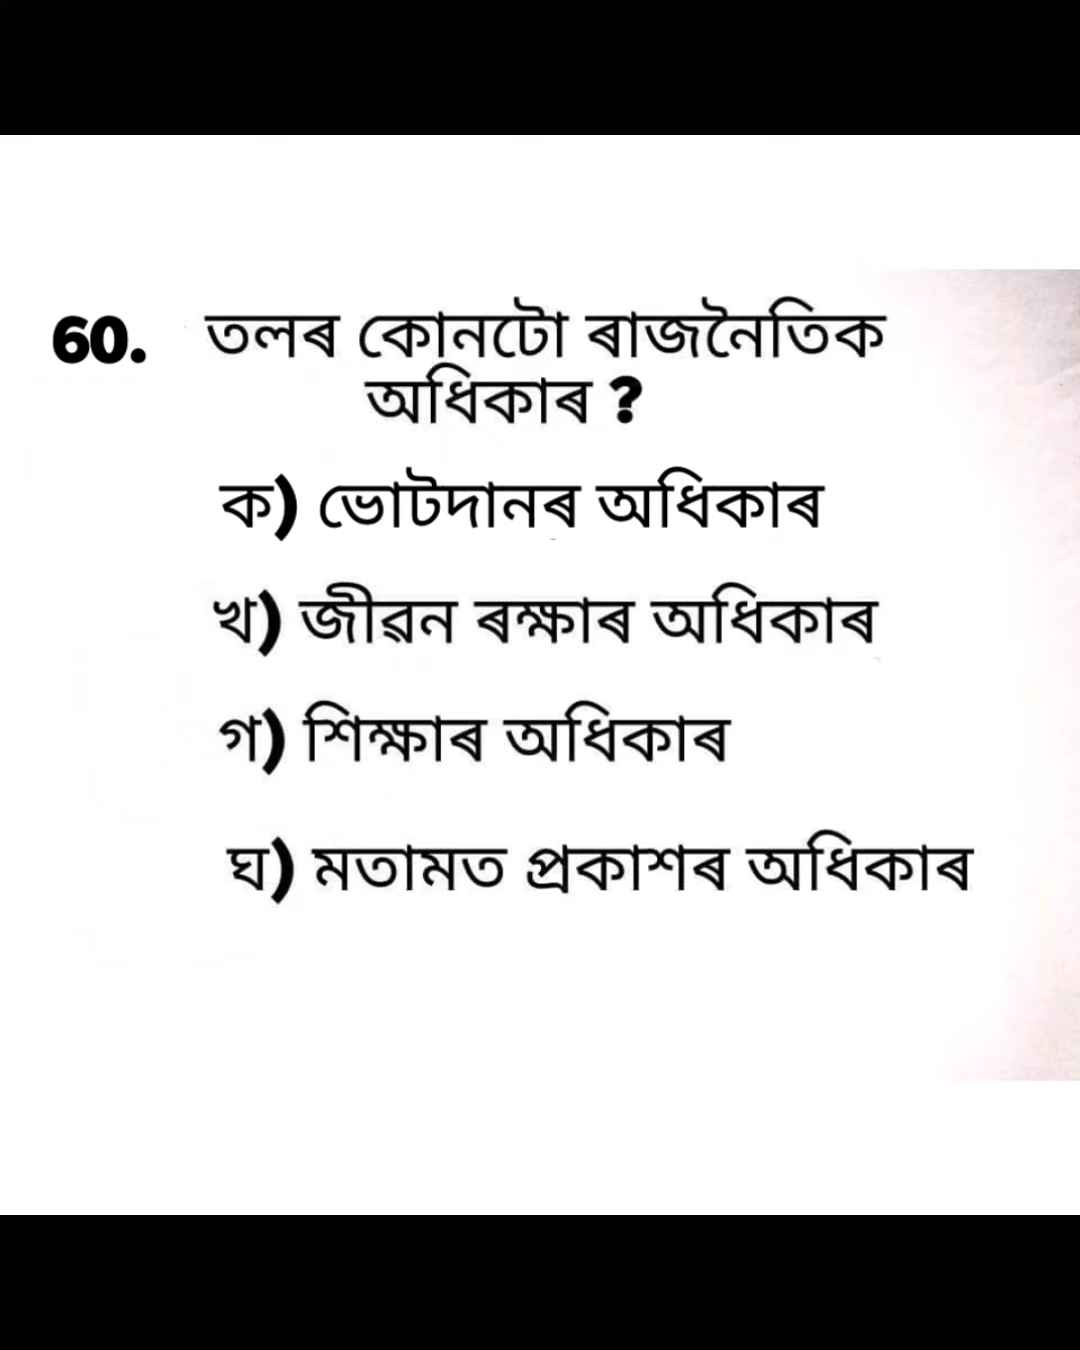 60. তলৰ কোনটো ৰাজনৈতিক
অধিকাৰ ?
ক) ভোটদানৰ অধিকাৰ
খ) জীৱন ৰক্ষাৰ অধিকাৰ
গ) শিক্ষাৰ অধিকাৰ
ঘ) মতামত প্ৰকাশৰ অধিকাৰ